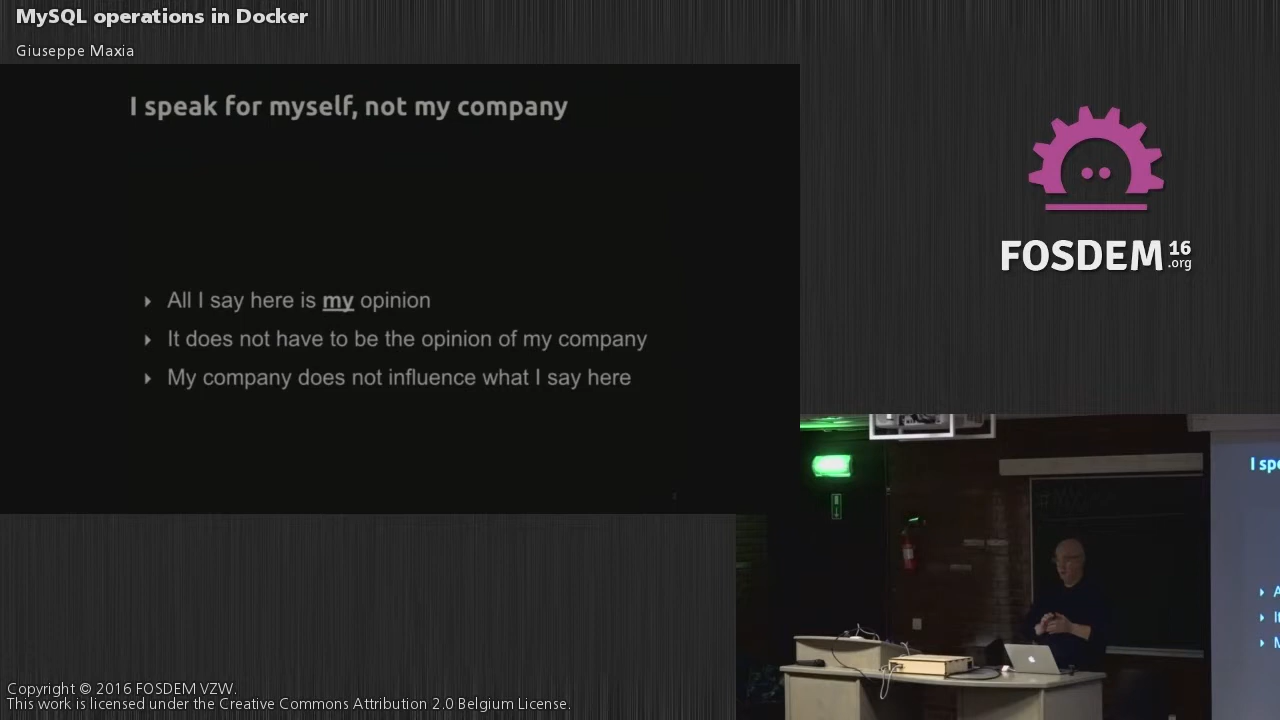 MySQL operations in Docker
Giuseppe Maxia
I speak for myself, not my company
All I say here is my opinion
It does not have to be the opinion of my company
My company does not influence what I say here
FOSDEM 16
.org
I spe
A
It
M
Copyright © 2016 FOSDEM VZW.
This work is licensed under the Creative Commons Attribution 2.0 Belgium License.